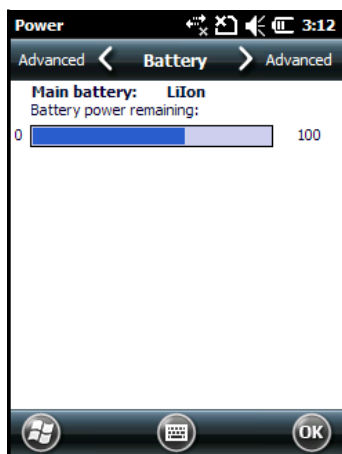 Power 3:12
Advanced Battery Advanced
Main battery: LiIon
Battery power remaining:
0 100
OK